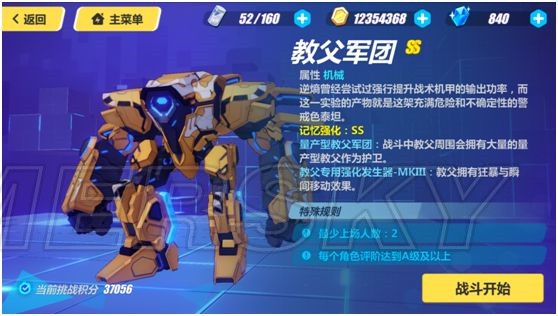 返回
主菜单
52/160
12354368
840
教父军团 SS
属性 机械
逆熵曾经尝试过强行提升战术机甲的输出功率，而
这一实验的产物就是这架充满危险和不确定性的警
戒色泰坦。
记忆强化：SS
量产型教父军团：战斗中教父周围会拥有大量的量
产型教父作为护卫。
教父专用强化发生器-MKIII：教父拥有狂暴与瞬
间移动效果。
特殊规则
最少上场人数：2
每个角色评阶达到A级及以上
当前挑战积分 37056
战斗开始